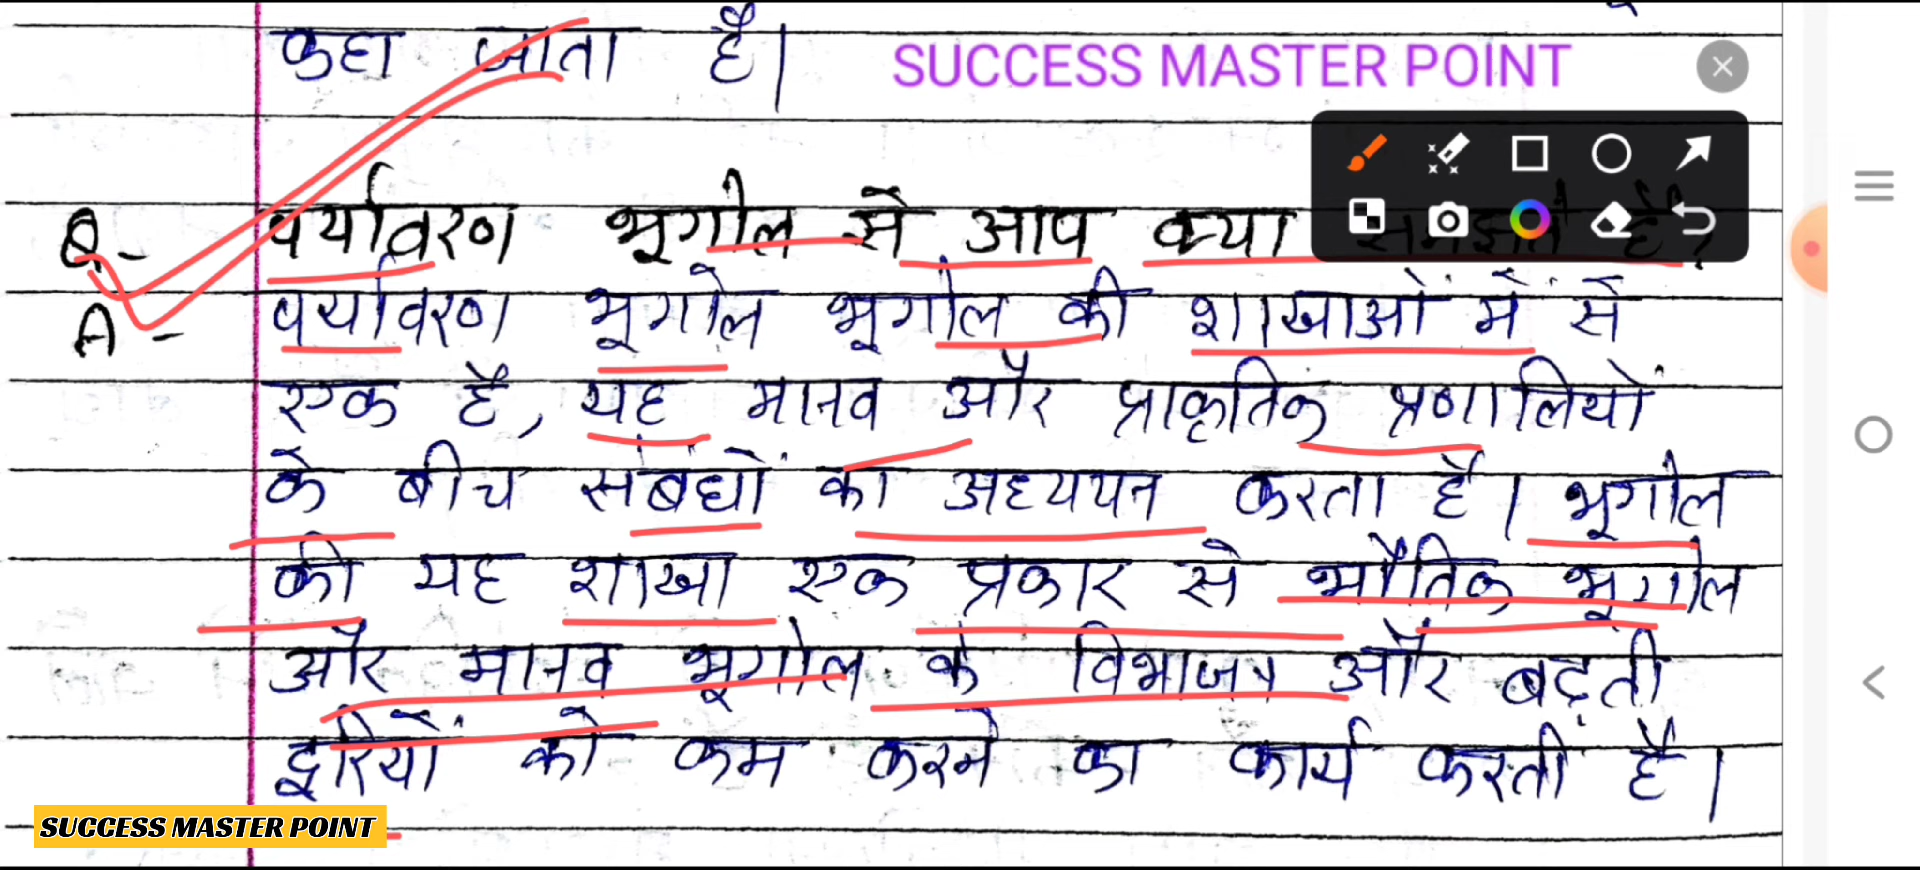 कहा जाता है।
SUCCESS MASTER POINT
Q- पर्यावरण भूगोल से आप क्या समझते है?
A- पर्यावरण भूगोल भूगोल की शाखाओं में से
एक है, यह मानव और प्राकृतिक प्रणालियों
के बीच संबंधों का अध्ययन करता है। भूगोल
की यह शाखा एक प्रकार से भौतिक भूगोल
और मानव भूगोल के विभाजन और बढ़ती
दूरियों को कम करने का कार्य करती है।
SUCCESS MASTER POINT